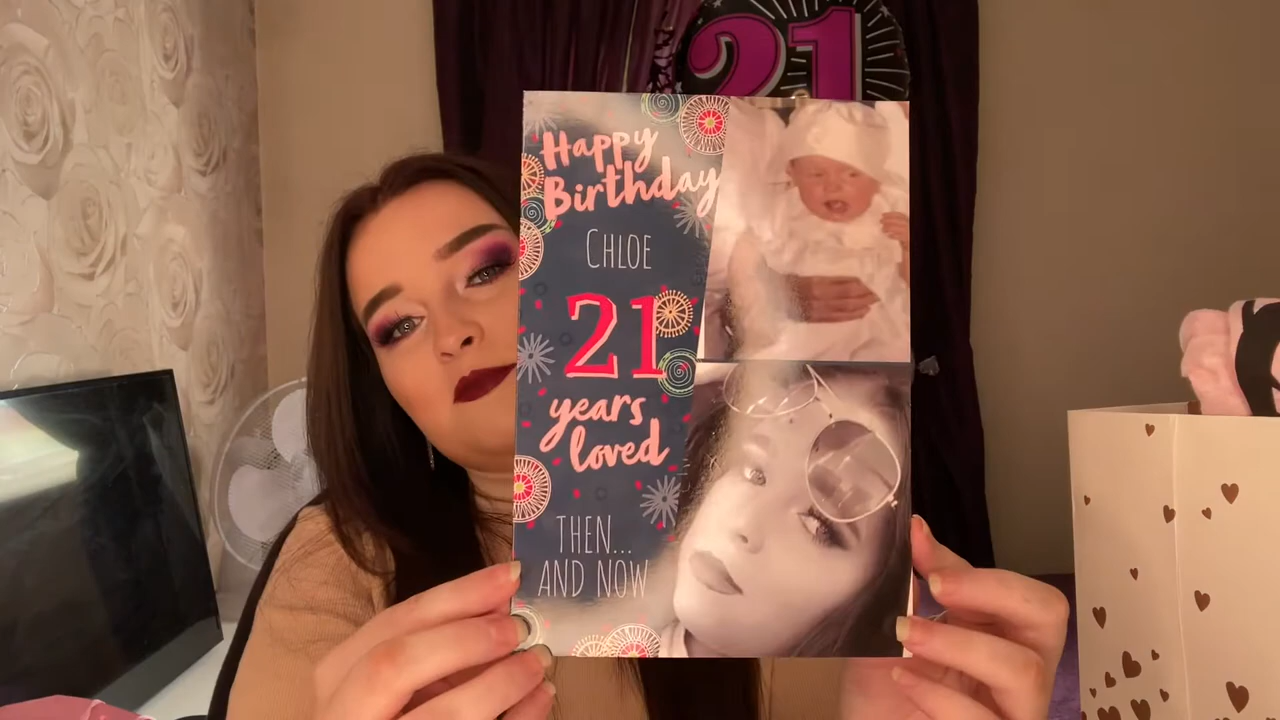 21
Happy
Birthday
CHLOE
21
years
loved
THEN...
AND NOW